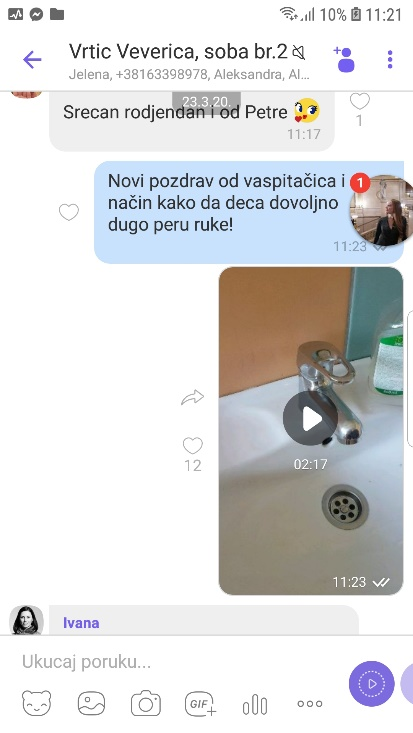 10% 11:21
Vrtic Veverica, soba br.2
Jelena, +38163398978, Aleksandra, Al...
23.3.20.
Srecan rodjendan i od Petre
11:17
1
Novi pozdrav od vaspitačica i
način kako da deca dovoljno
dugo peru ruke!
11:23
1
02:17
12
11:23
Ivana
Ukucaj poruku...
GIF